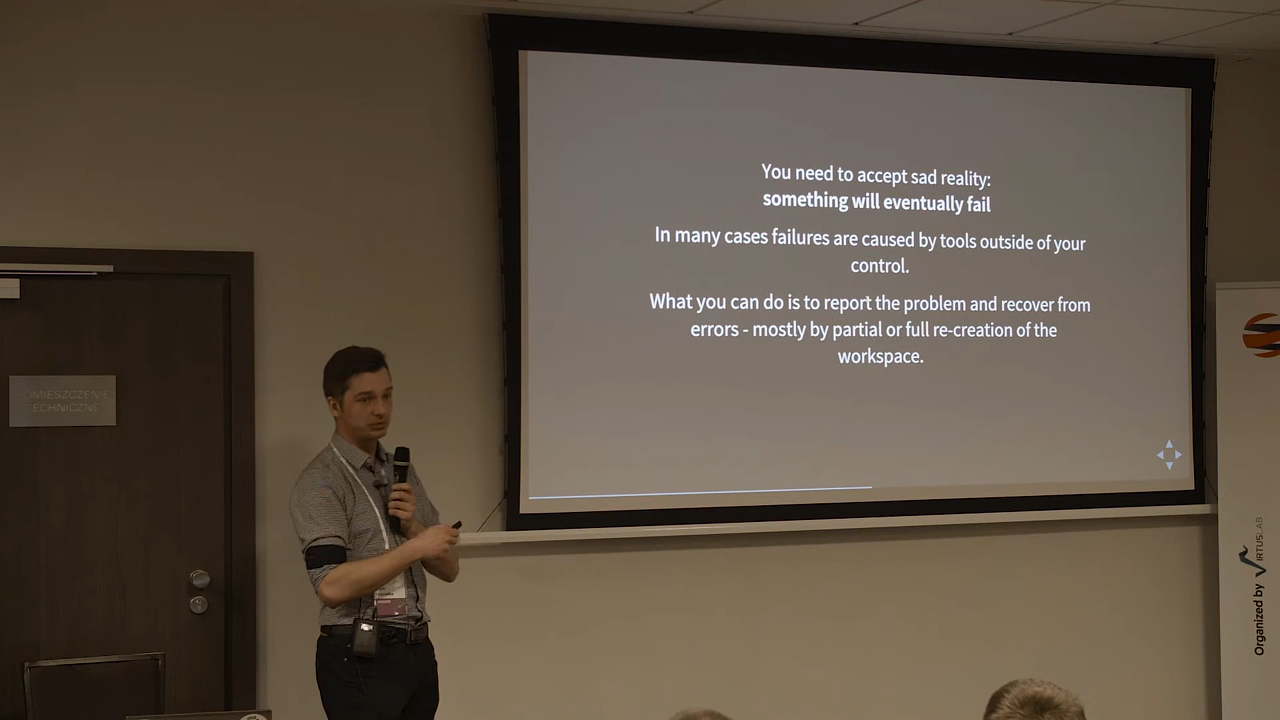 You need to accept sad reality:
something will eventually fail
In many cases failures are caused by tools outside of your
control.
What you can do is to report the problem and recover from
errors - mostly by partial or full re-creation of the
workspace.
TECHNICZNE
Organized by VIRTUSLAB